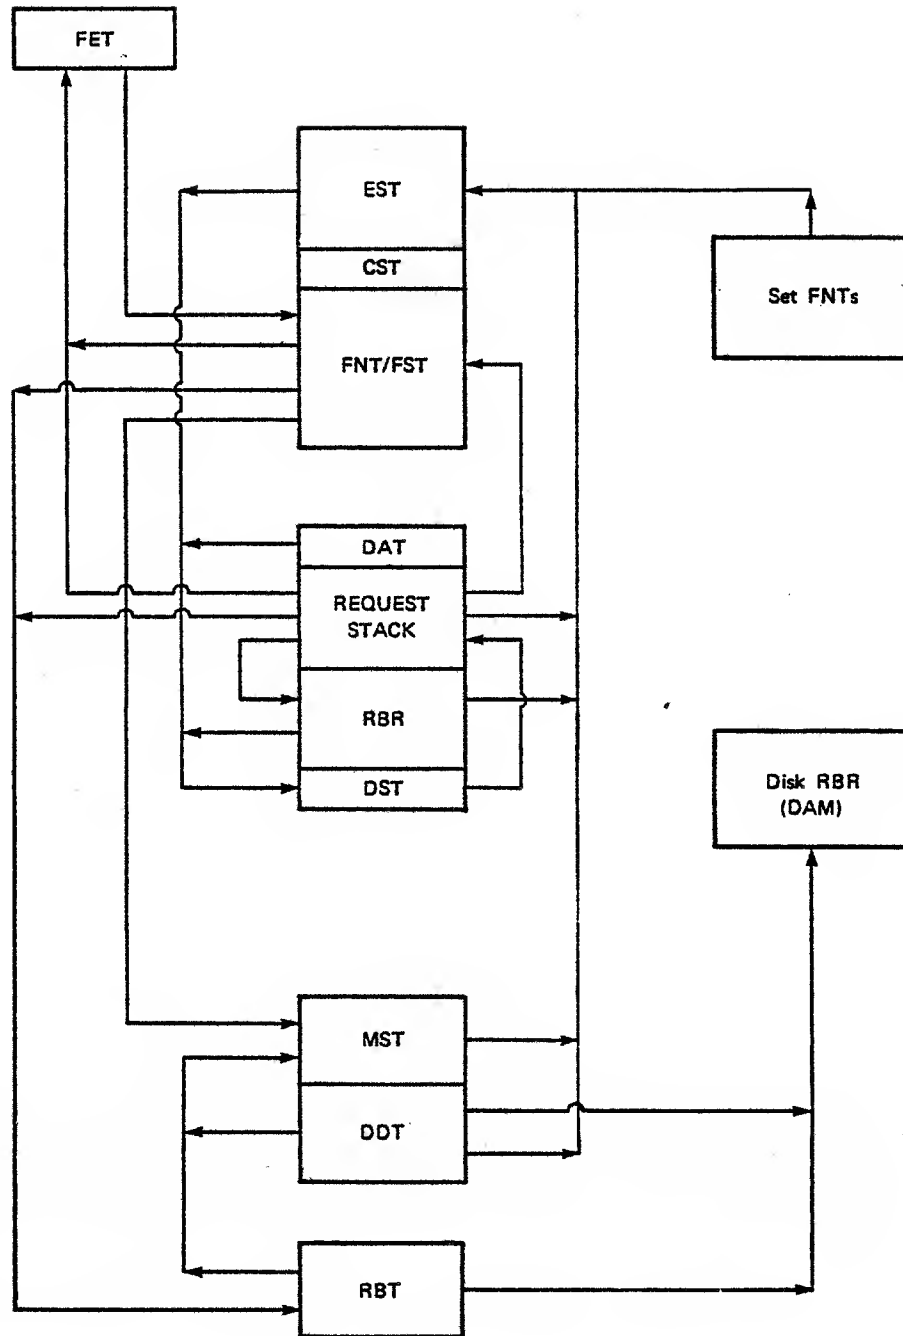 FET
EST
CST
Set FNTs
FNT/FST
DAT
REQUEST
STACK
RBR
DST
Disk RBR
(DAM)
MST
DDT
RBT